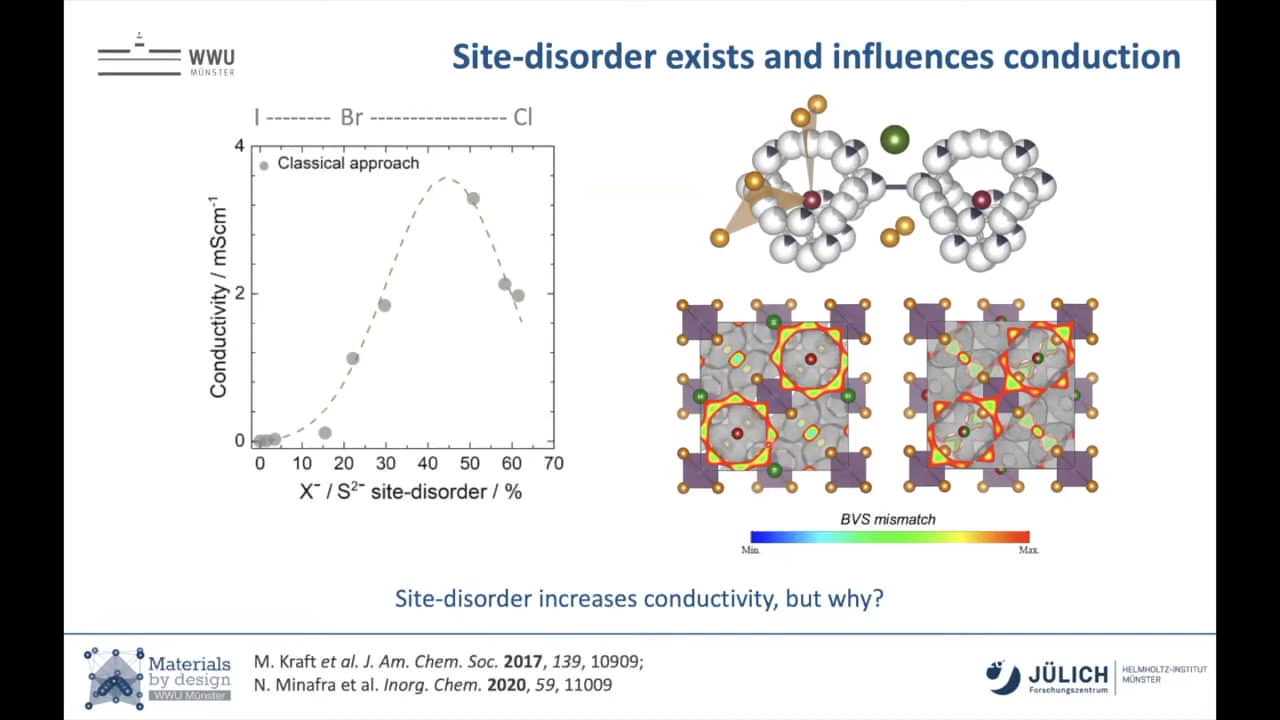 WWU
MÜNSTER
Site-disorder exists and influences conduction
I -------- Br ----------------- Cl
4
Classical approach
Conductivity / mScm⁻¹
2
0
0 10 20 30 40 50 60 70
X⁻ / S²⁻ site-disorder / %
BVS mismatch
Min. Max.
Site-disorder increases conductivity, but why?
Materials
by design
WWU Münster
M. Kraft et al. J. Am. Chem. Soc. 2017, 139, 10909;
N. Minafra et al. Inorg. Chem. 2020, 59, 11009
JÜLICH
Forschungszentrum
HELMHOLTZ-INSTITUT
MÜNSTER